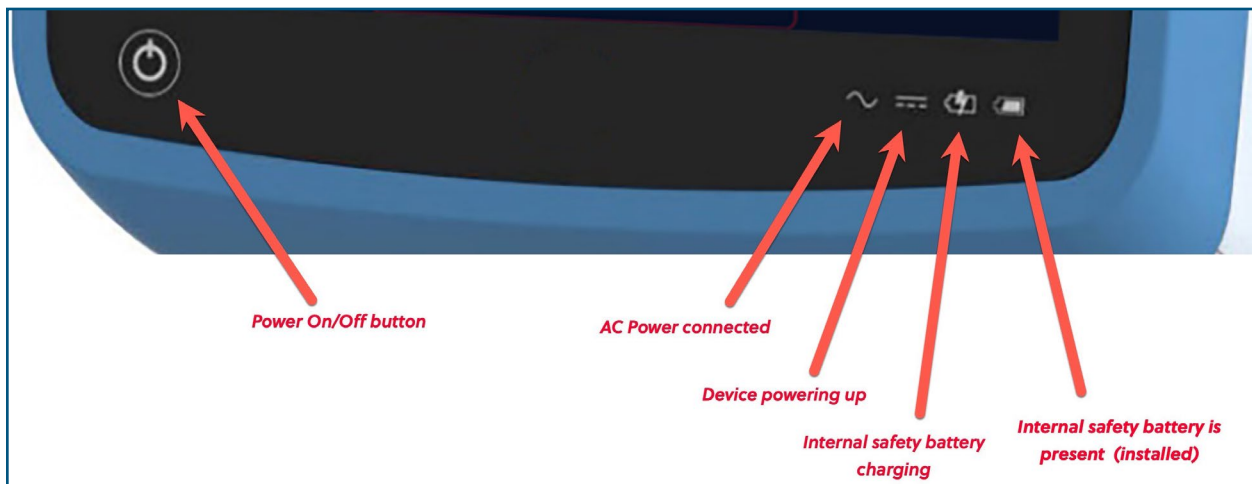 Power On/Off button
AC Power connected
Device powering up
Internal safety battery
charging
Internal safety battery is
present (installed)